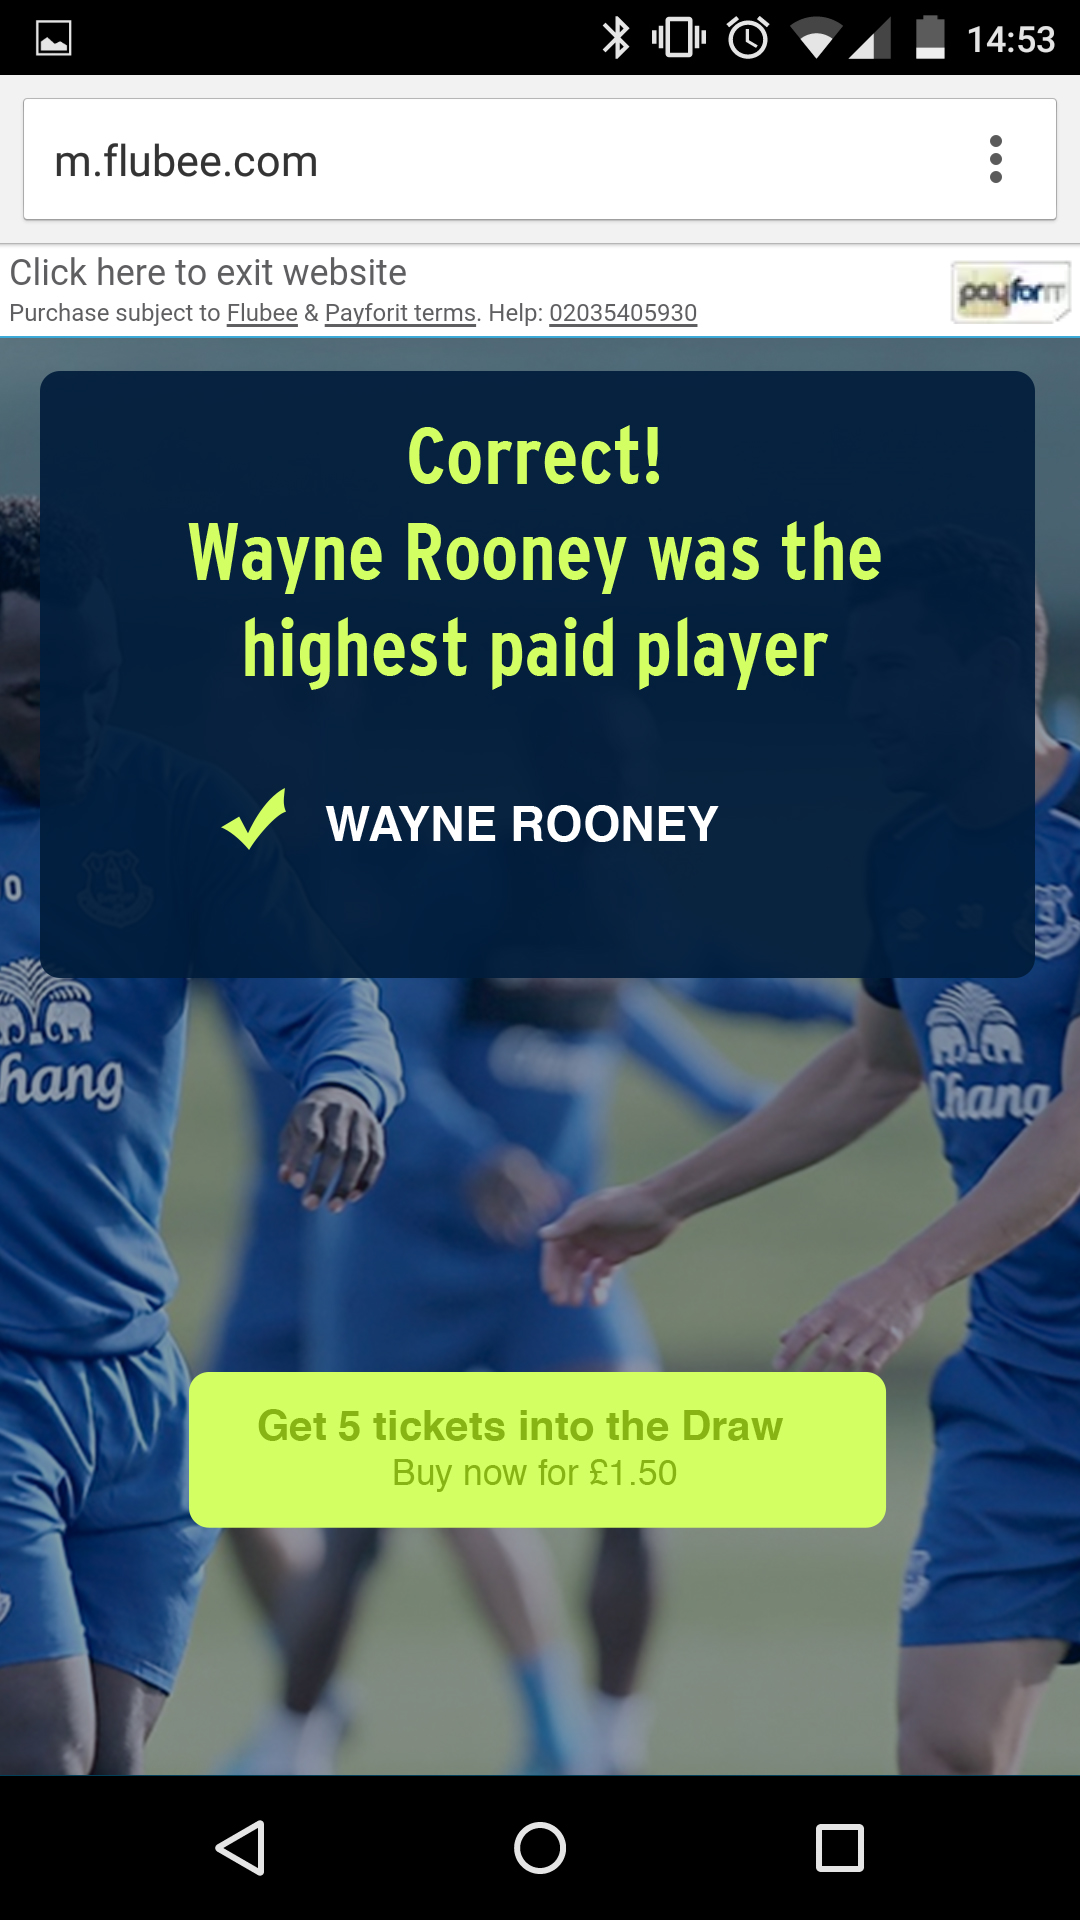 14:53
m.flubee.com
Click here to exit website
Purchase subject to Flubee & Payforit terms. Help: 02035405930
payforit
Correct!
Wayne Rooney was the
highest paid player
WAYNE ROONEY
hang
Chang
Get 5 tickets into the Draw
Buy now for £1.50